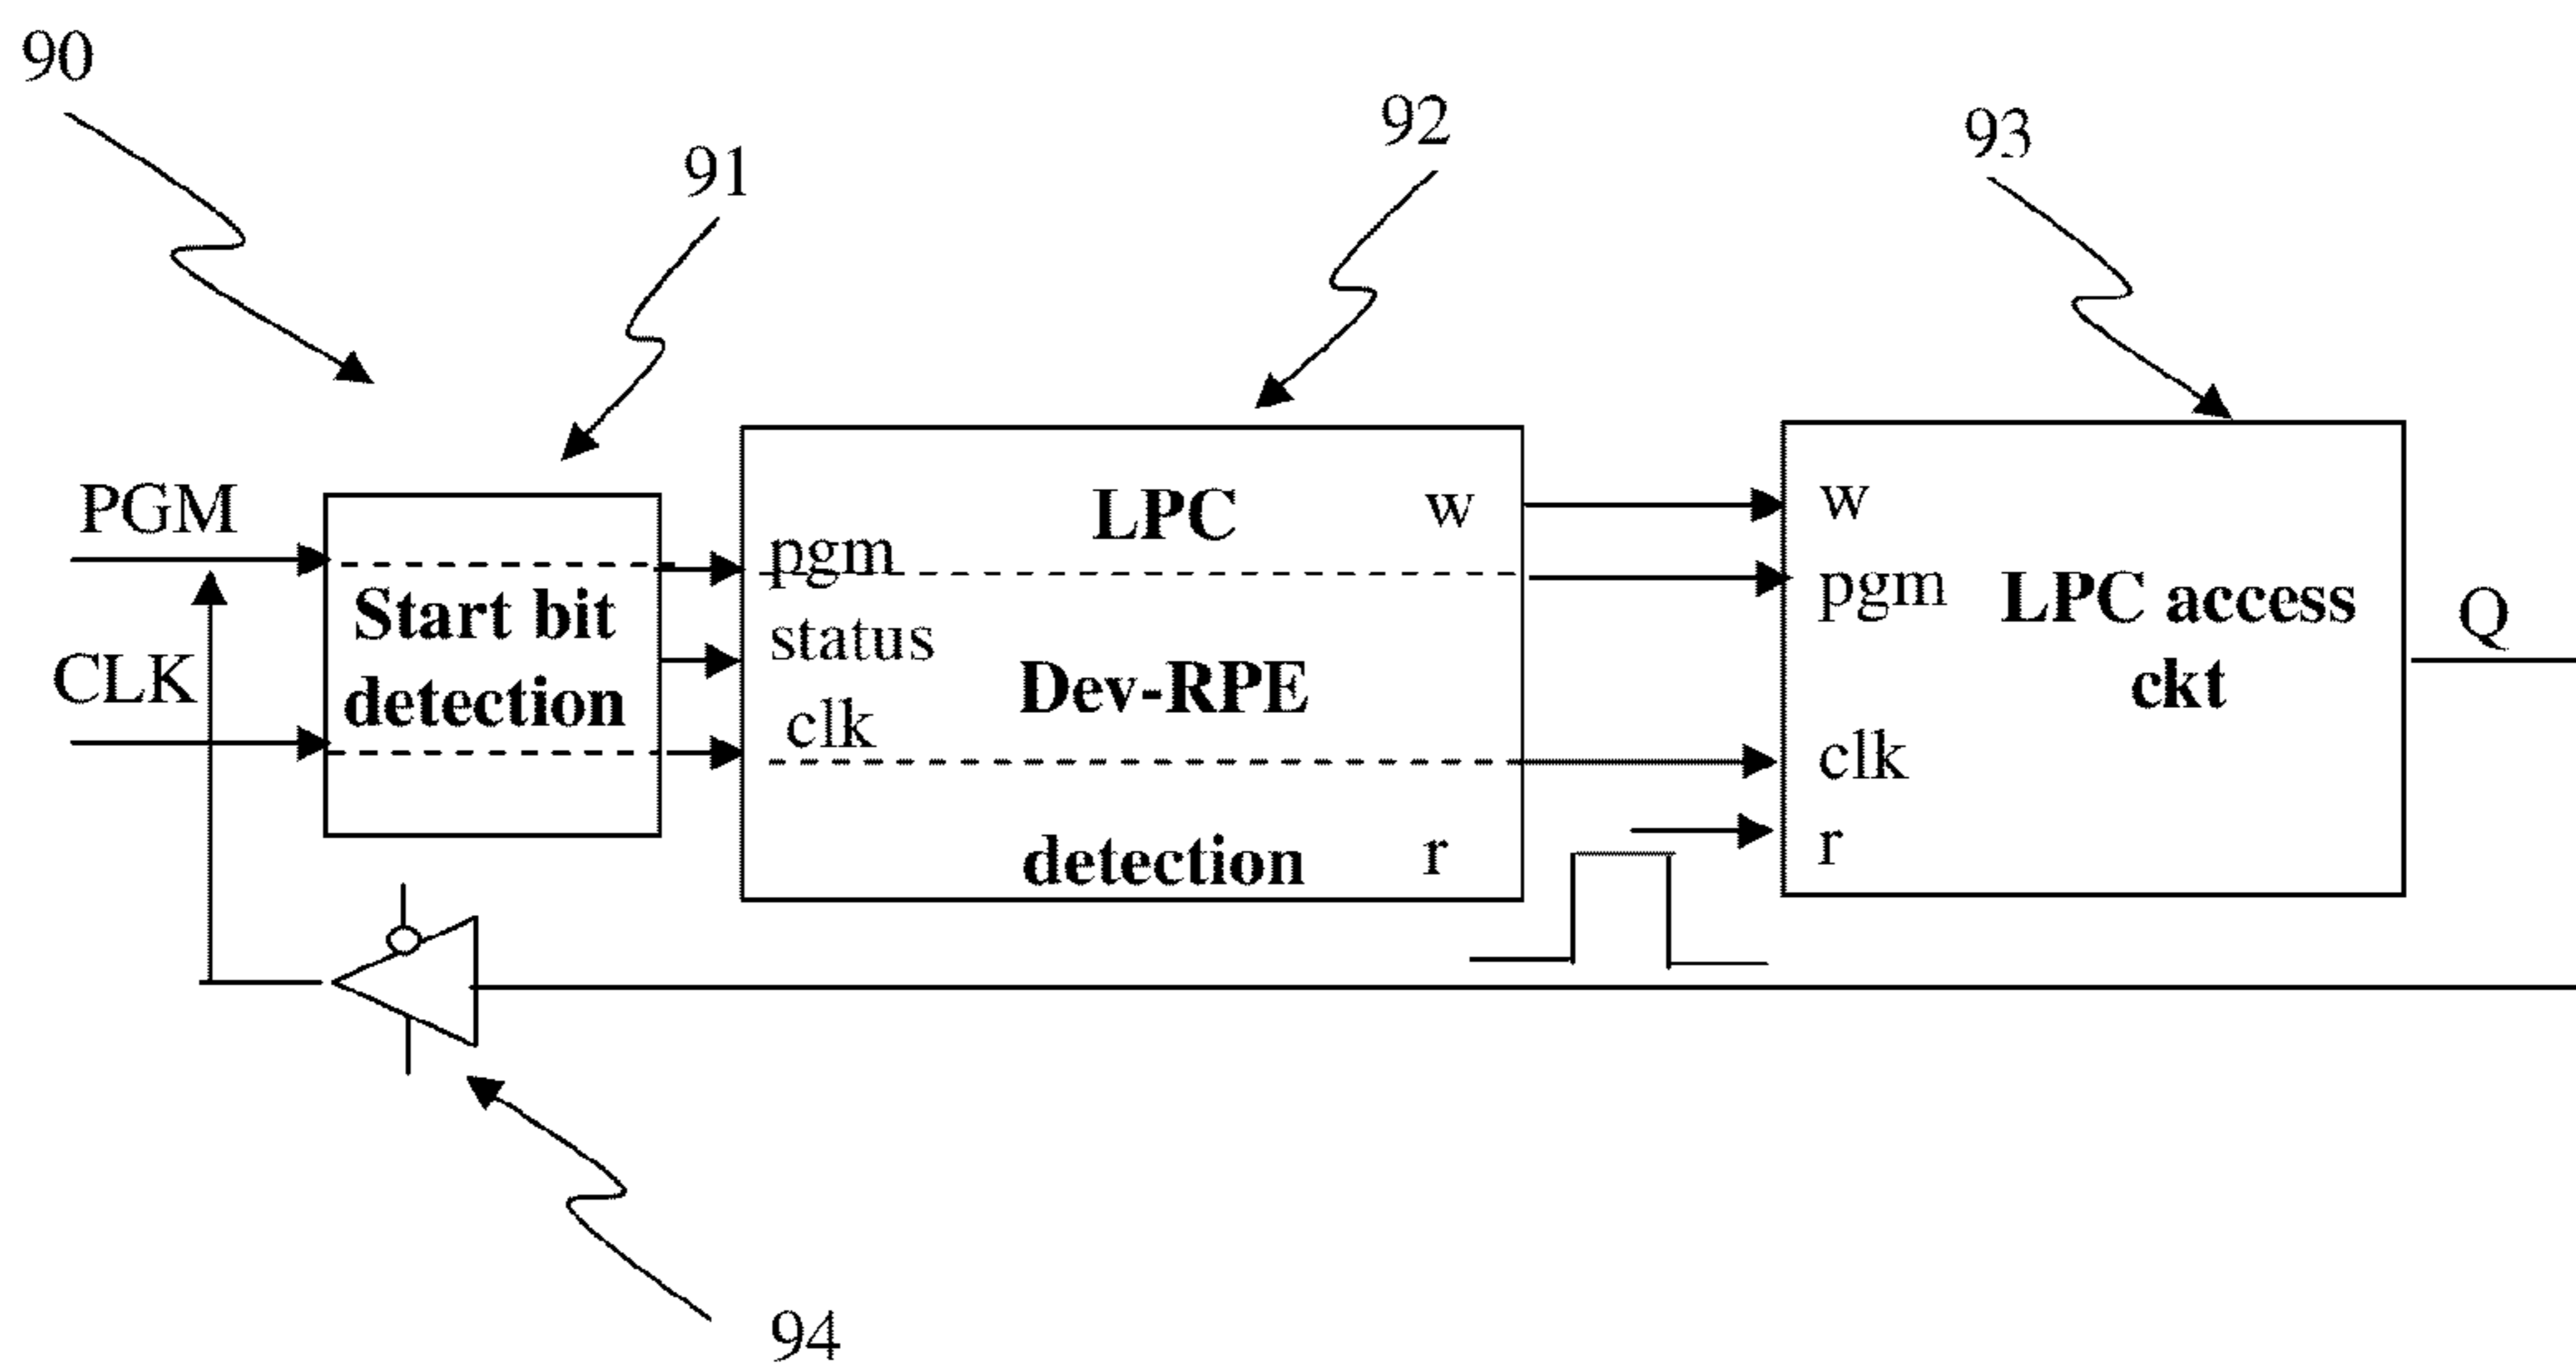 90
91
92
93
PGM
CLK
Start bit
detection
pgm
status
clk
LPC
Dev-RPE
detection
w
r
w
pgm
clk
r
LPC access
ckt
Q
94